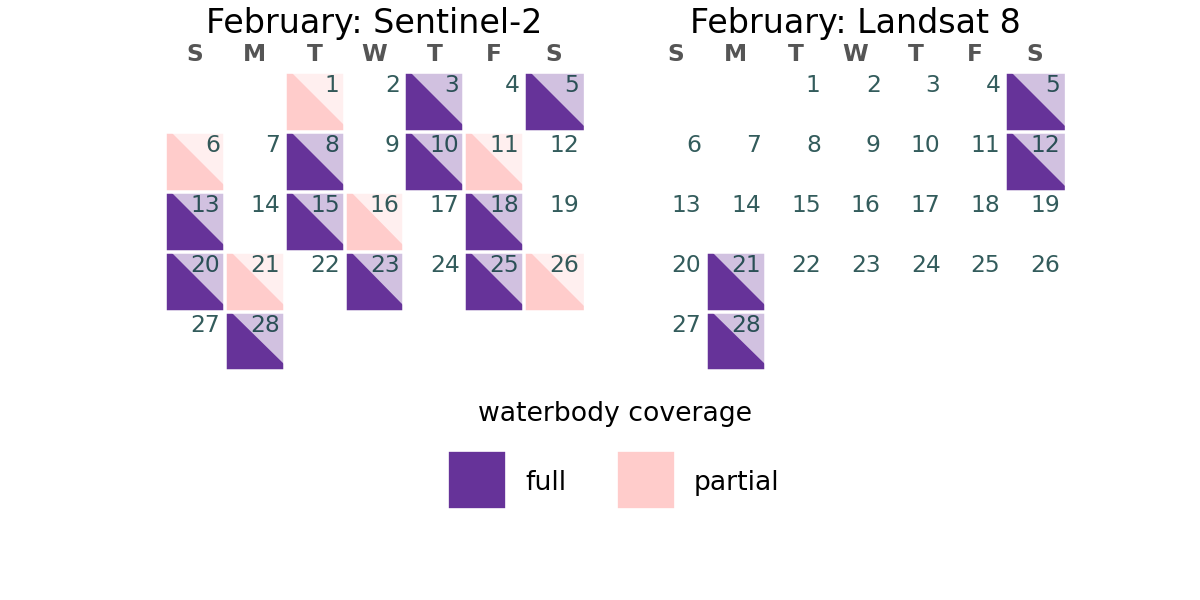 February: Sentinel-2
S M T W T F S
1 2 3 4 5
6 7 8 9 10 11 12
13 14 15 16 17 18 19
20 21 22 23 24 25 26
27 28
February: Landsat 8
S M T W T F S
1 2 3 4 5
6 7 8 9 10 11 12
13 14 15 16 17 18 19
20 21 22 23 24 25 26
27 28
waterbody coverage
full partial